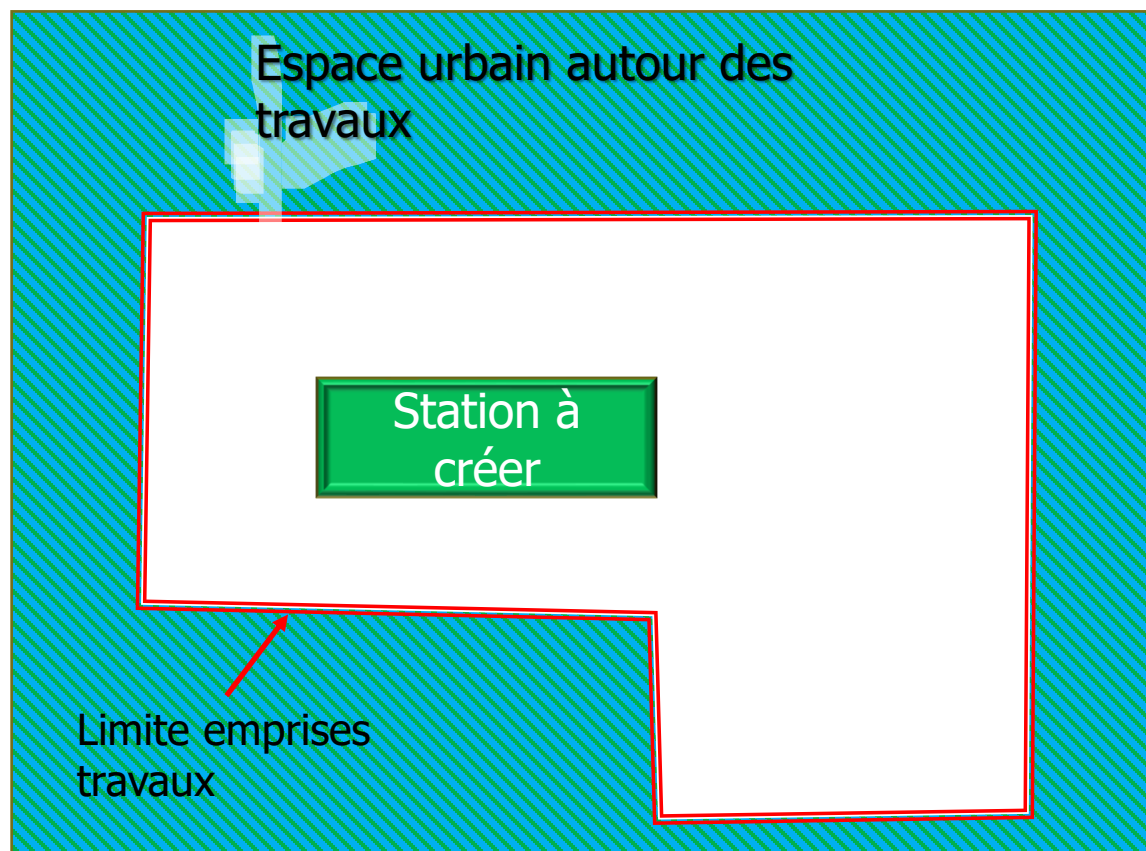 Espace urbain autour des
travaux
Station à
créer
Limite emprises
travaux